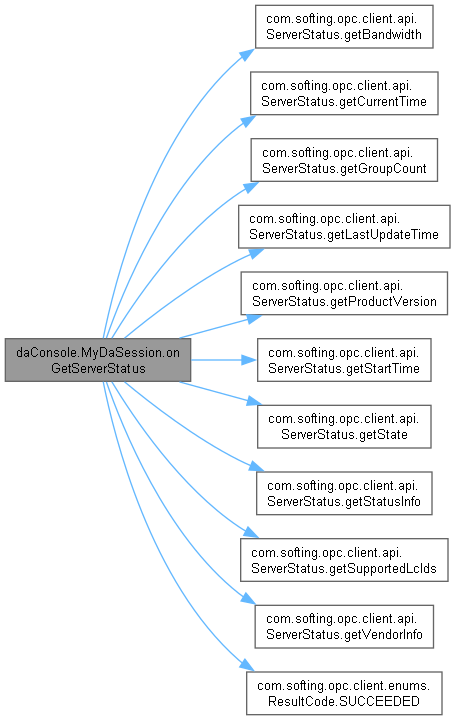 com.softing.opc.client.api.
ServerStatus.getBandwidth
com.softing.opc.client.api.
ServerStatus.getCurrentTime
com.softing.opc.client.api.
ServerStatus.getGroupCount
com.softing.opc.client.api.
ServerStatus.getLastUpdateTime
com.softing.opc.client.api.
ServerStatus.getProductVersion
daConsole.MyDaSession.on
GetServerStatus
com.softing.opc.client.api.
ServerStatus.getStartTime
com.softing.opc.client.api.
ServerStatus.getState
com.softing.opc.client.api.
ServerStatus.getStatusInfo
com.softing.opc.client.api.
ServerStatus.getSupportedLcIds
com.softing.opc.client.api.
ServerStatus.getVendorInfo
com.softing.opc.client.enums.
ResultCode.SUCCEEDED